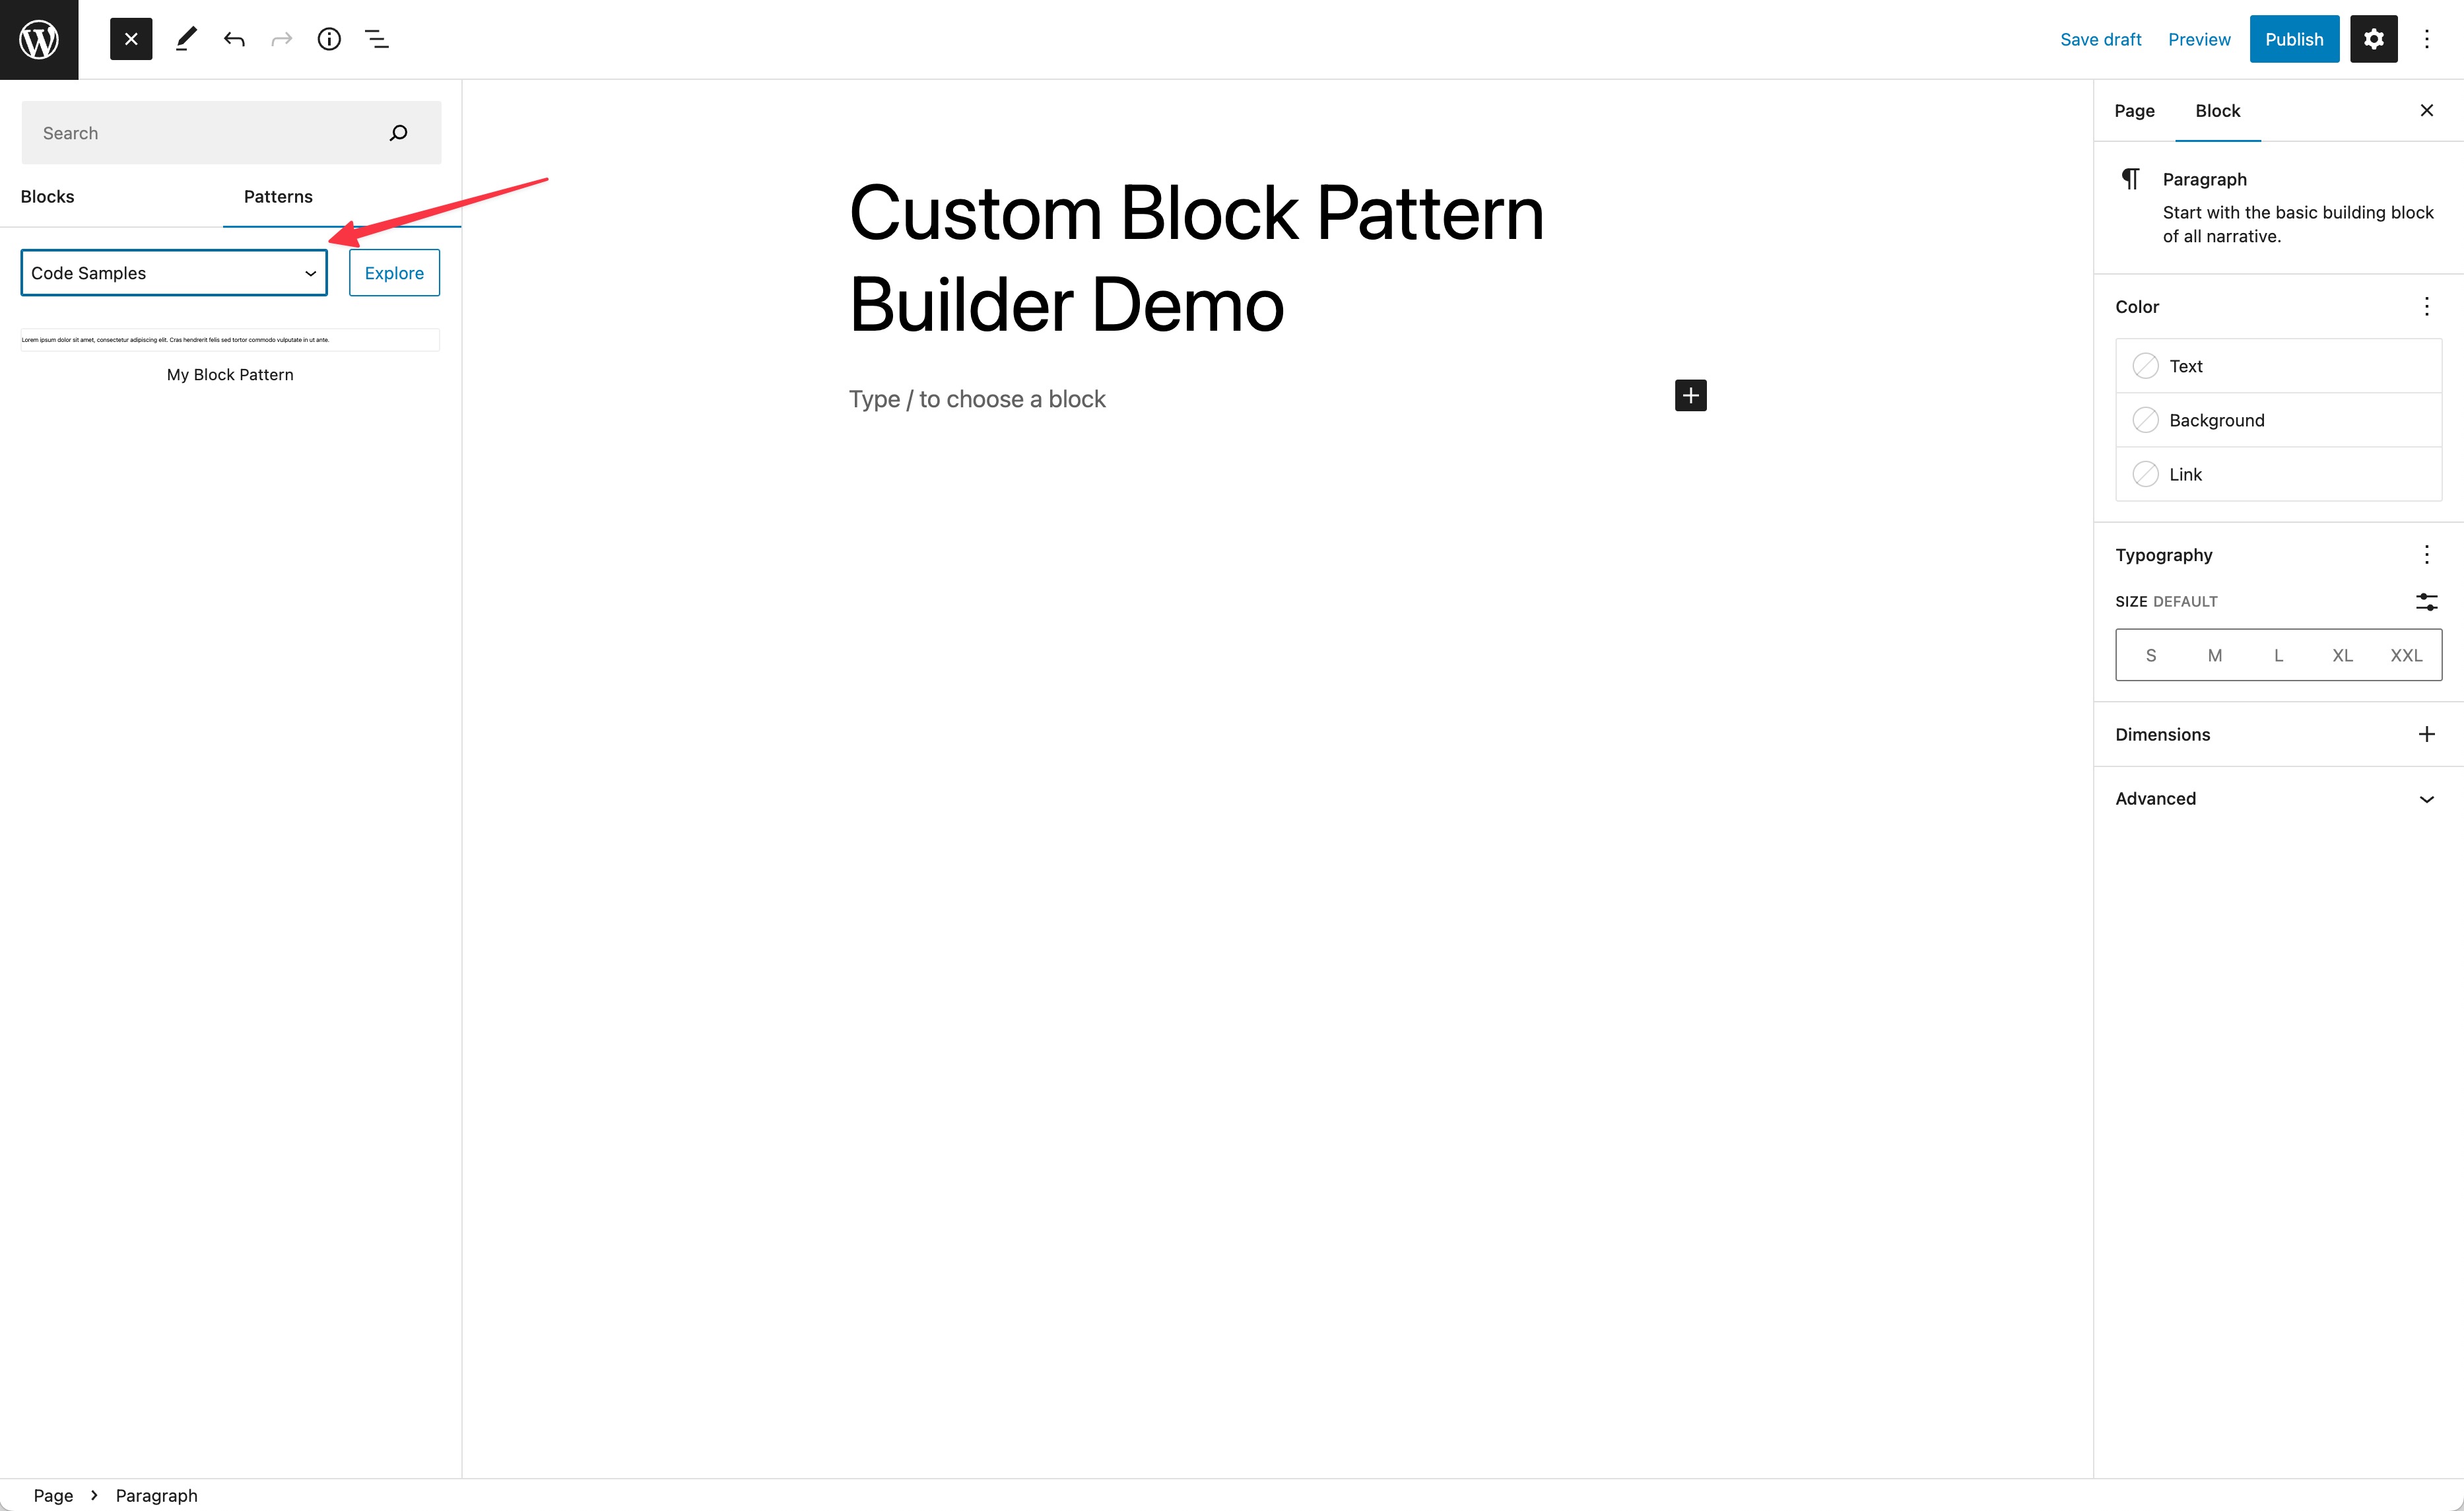 Save draft Preview Publish
Search
Blocks Patterns
Code Samples Explore
Lorem ipsum dolor sit amet, consectetur adipiscing elit. Cras hendrerit felis sed tortor commodo vulputate in ut ante.
My Block Pattern
Custom Block Pattern
Builder Demo
Type / to choose a block
Page Block
Paragraph
Start with the basic building block
of all narrative.
Color
Text
Background
Link
Typography
SIZE DEFAULT
S M L XL XXL
Dimensions
Advanced
Page > Paragraph